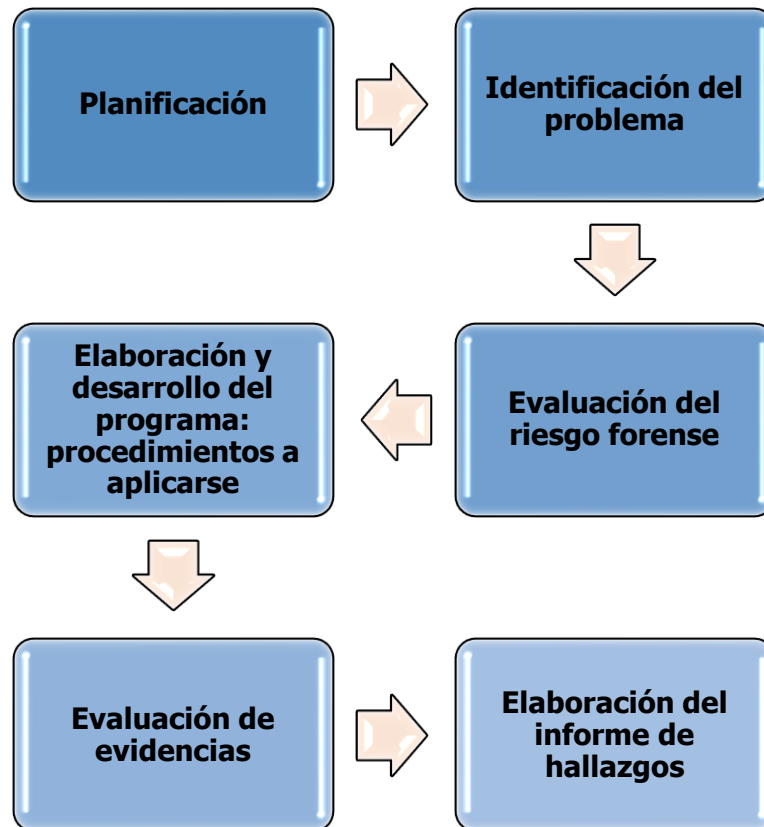 Planificación
Identificación del
problema
Evaluación del
riesgo forense
Elaboración y
desarrollo del
programa:
procedimientos a
aplicarse
Evaluación de
evidencias
Elaboración del
informe de
hallazgos